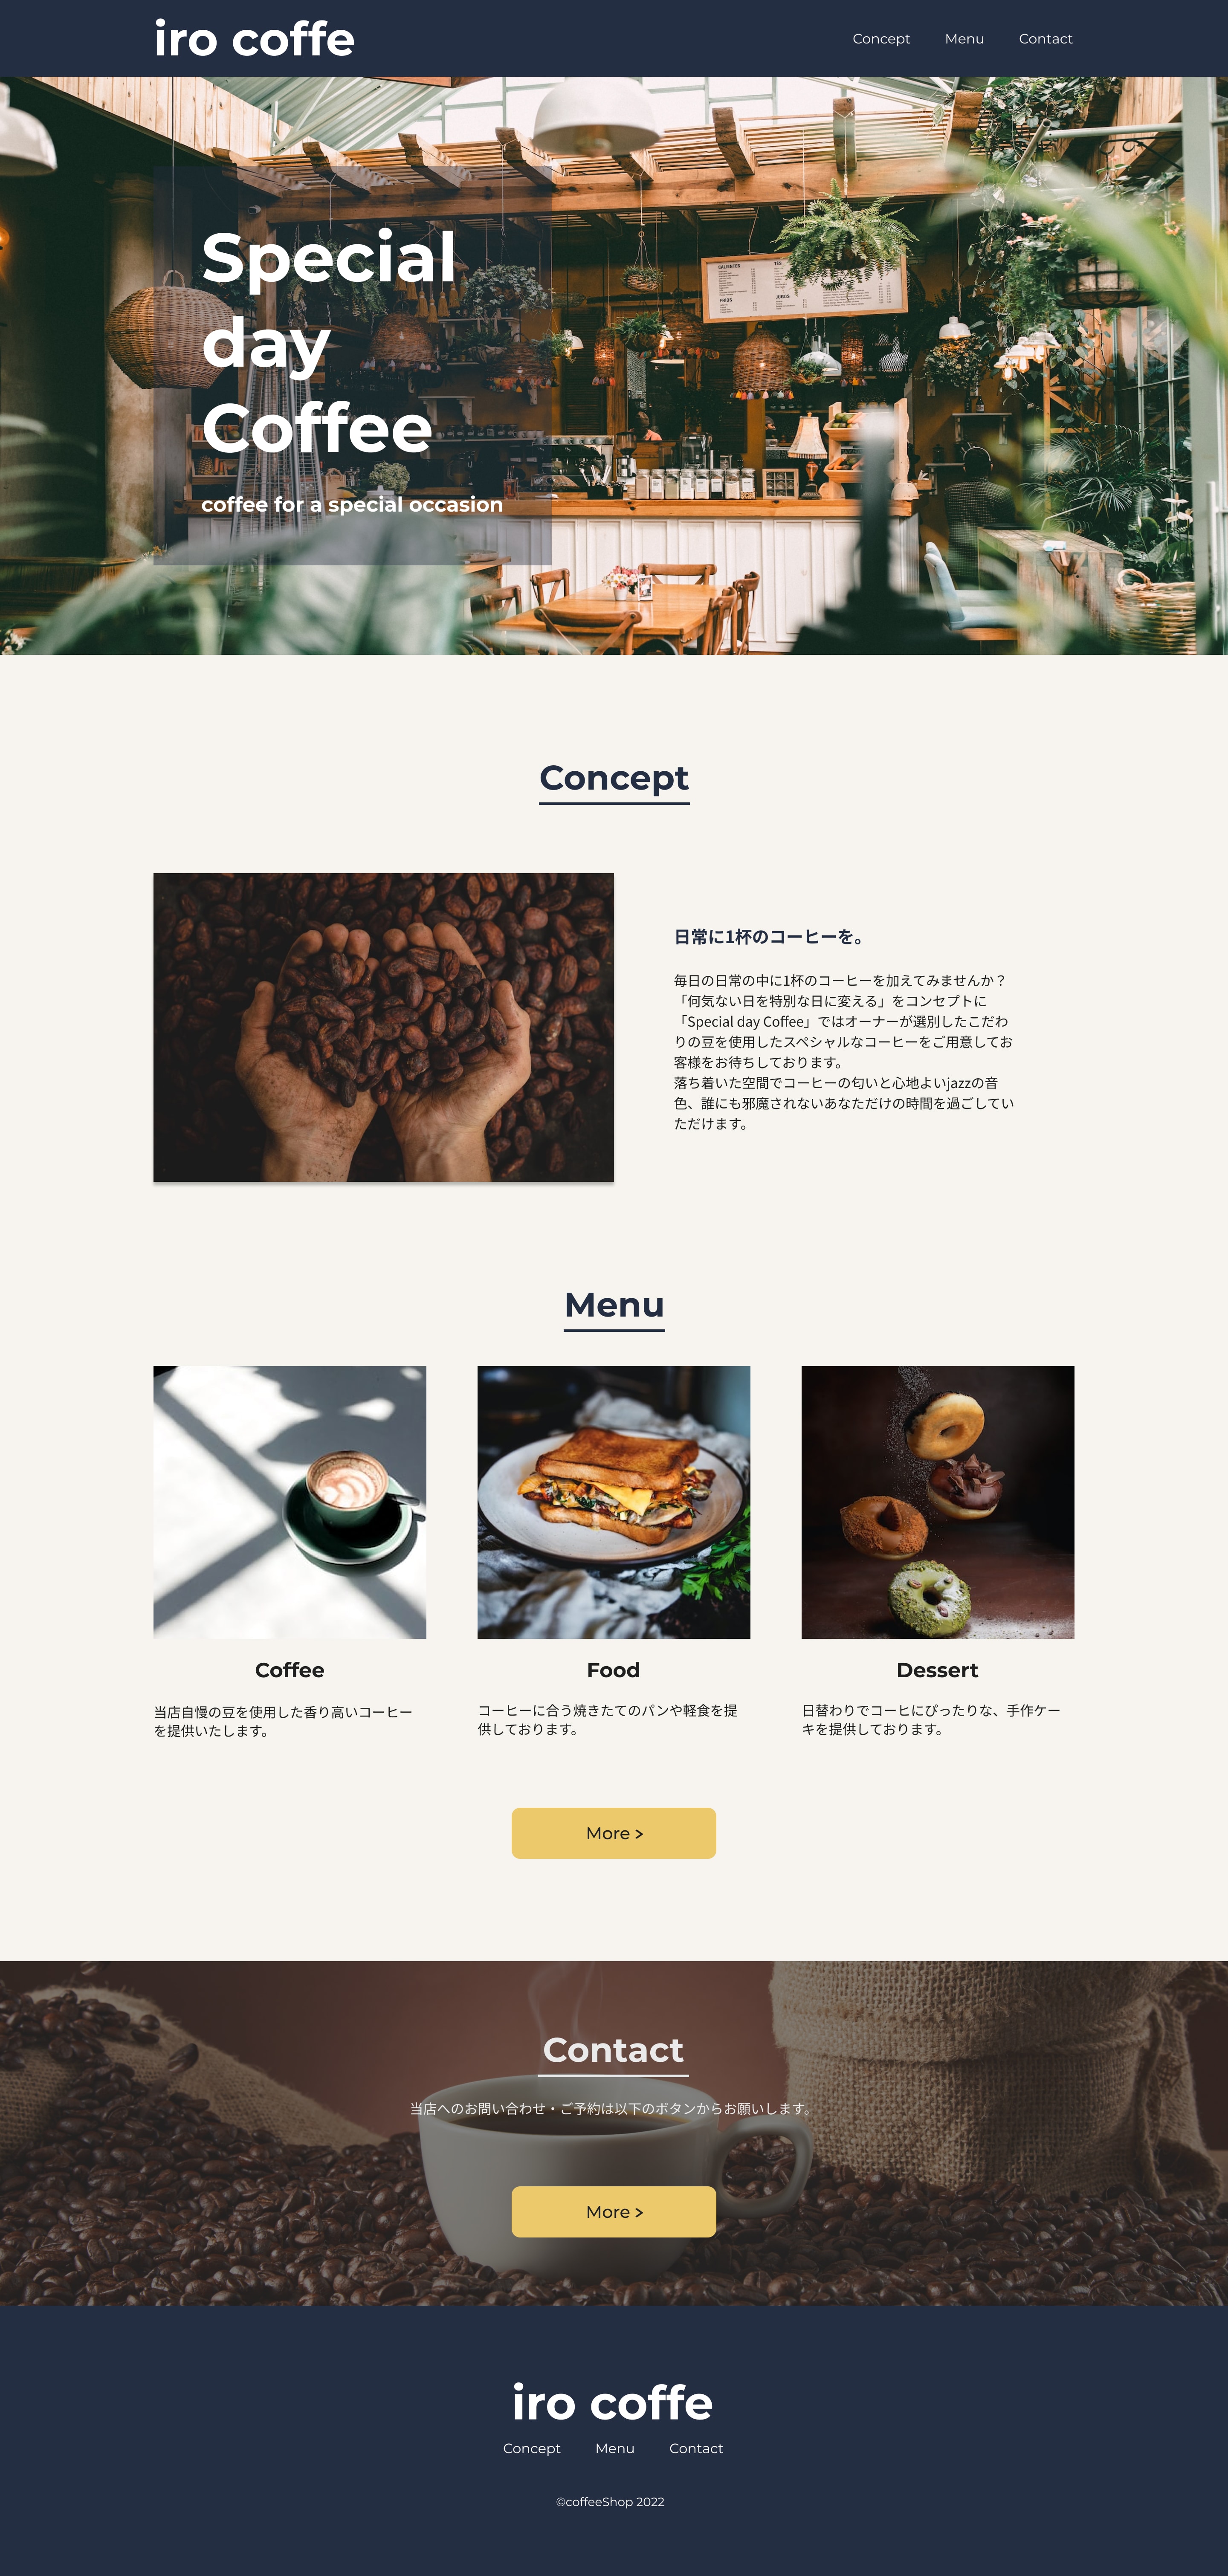 iro coffe
Concept Menu Contact
CALIENTES
TES
FRIOS
JUGOS
Special
day
Coffee
coffee for a special occasion
Concept
日常に1杯のコーヒーを。
毎日の日常の中に1杯のコーヒーを加えてみませんか？
「何気ない日を特別な日に変える」をコンセプトに
「Special day Coffee」ではオーナーが選別したこだわ
りの豆を使用したスペシャルなコーヒーをご用意してお
客様をお待ちしております。
落ち着いた空間でコーヒーの匂いと心地よいjazzの音
色、誰にも邪魔されないあなただけの時間を過ごしてい
ただけます。
Menu
Coffee
当店自慢の豆を使用した香り高いコーヒー
を提供いたします。
Food
コーヒーに合う焼きたてのパンや軽食を提
供しております。
Dessert
日替わりでコーヒにぴったりな、手作ケー
キを提供しております。
More >
Contact
当店へのお問い合わせ・ご予約は以下のボタンからお願いします。
More >
iro coffe
Concept Menu Contact
©coffeeShop 2022